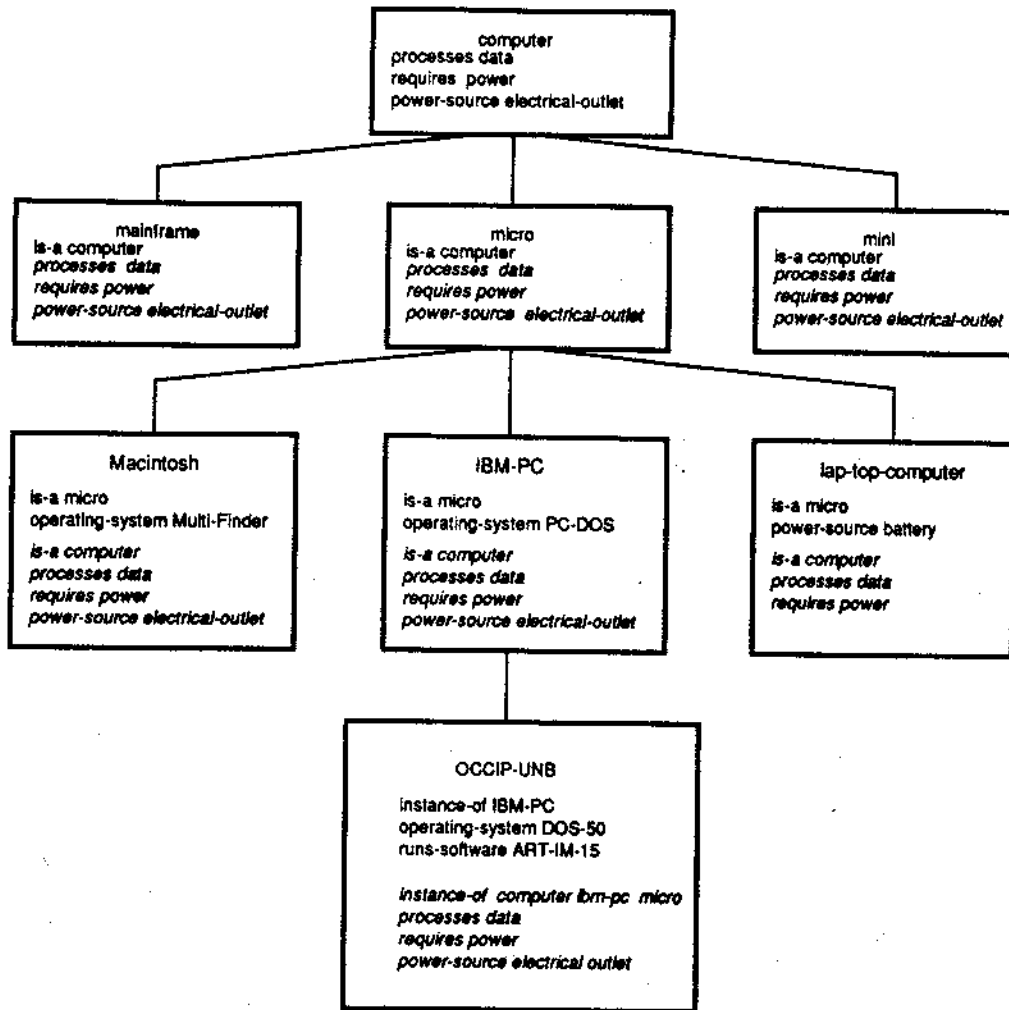 computer
processes data
requires power
power-source electrical-outlet
mainframe
is-a computer
processes data
requires power
power-source electrical-outlet
micro
is-a computer
processes data
requires power
power-source electrical-outlet
mini
is-a computer
processes data
requires power
power-source electrical-outlet
Macintosh
is-a micro
operating-system Multi-Finder
is-a computer
processes data
requires power
power-source electrical-outlet
IBM-PC
is-a micro
operating-system PC-DOS
is-a computer
processes data
requires power
power-source electrical-outlet
lap-top-computer
is-a micro
power-source battery
is-a computer
processes data
requires power
OCCIP-UNB
instance-of IBM-PC
operating-system DOS-50
runs-software ART-IM-15
instance-of computer ibm-pc micro
processes data
requires power
power-source electrical outlet